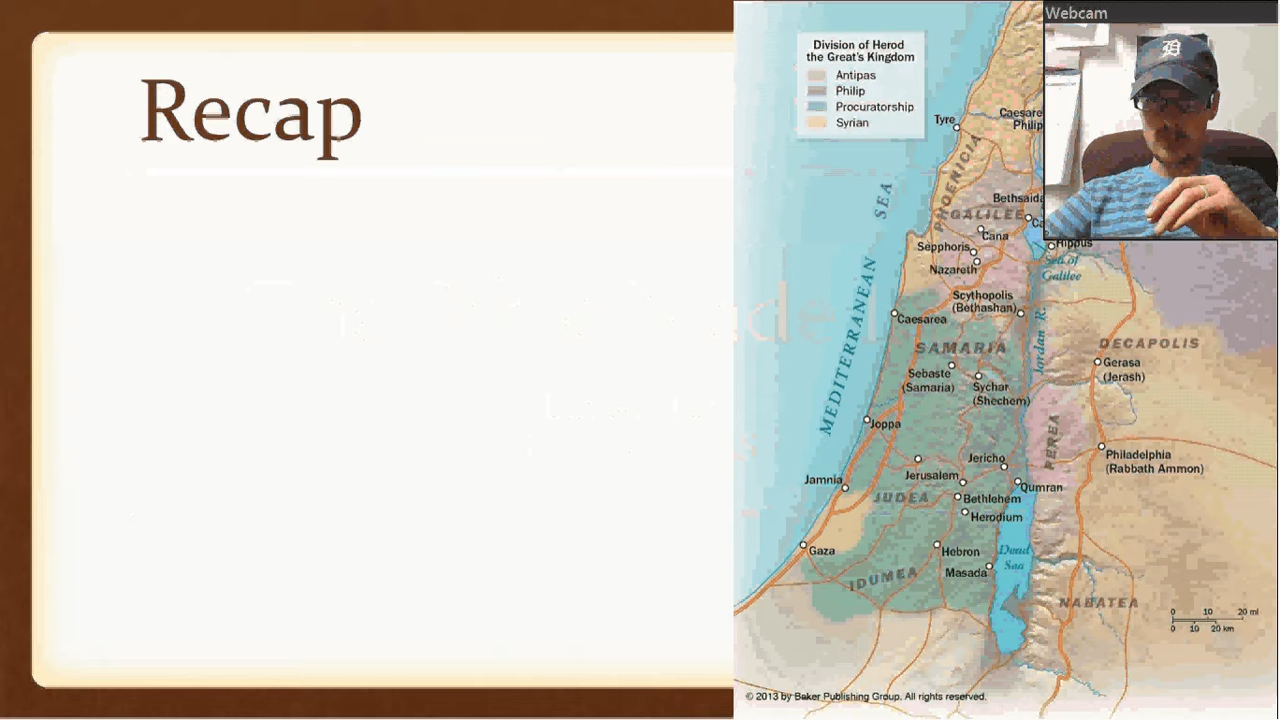 Recap
Webcam
Division of Herod
the Great's Kingdom
Antipas
Philip
Procuratorship
Syrian
Tyre
PHOENICIA
Bethsaida
GALILEE
Cana
Sepphoris
Hippus
Nazareth
Sea of
Galilee
MEDITERRANEAN SEA
Scythopolis
(Bethashan)
Caesarea
Jordan R.
SAMARIA
DECAPOLIS
Gerasa
(Jerash)
Sebaste
(Samaria)
Sychar
(Shechem)
Joppa
PEREA
Jericho
Philadelphia
(Rabbath Ammon)
Jerusalem
Jamnia
Qumran
JUDEA
Bethlehem
Herodium
Gaza
Hebron
Dead
Sea
Masada
IDUMEA
NABATEA
0 10 20 mi
0 10 20 km
© 2013 by Baker Publishing Group. All rights reserved.